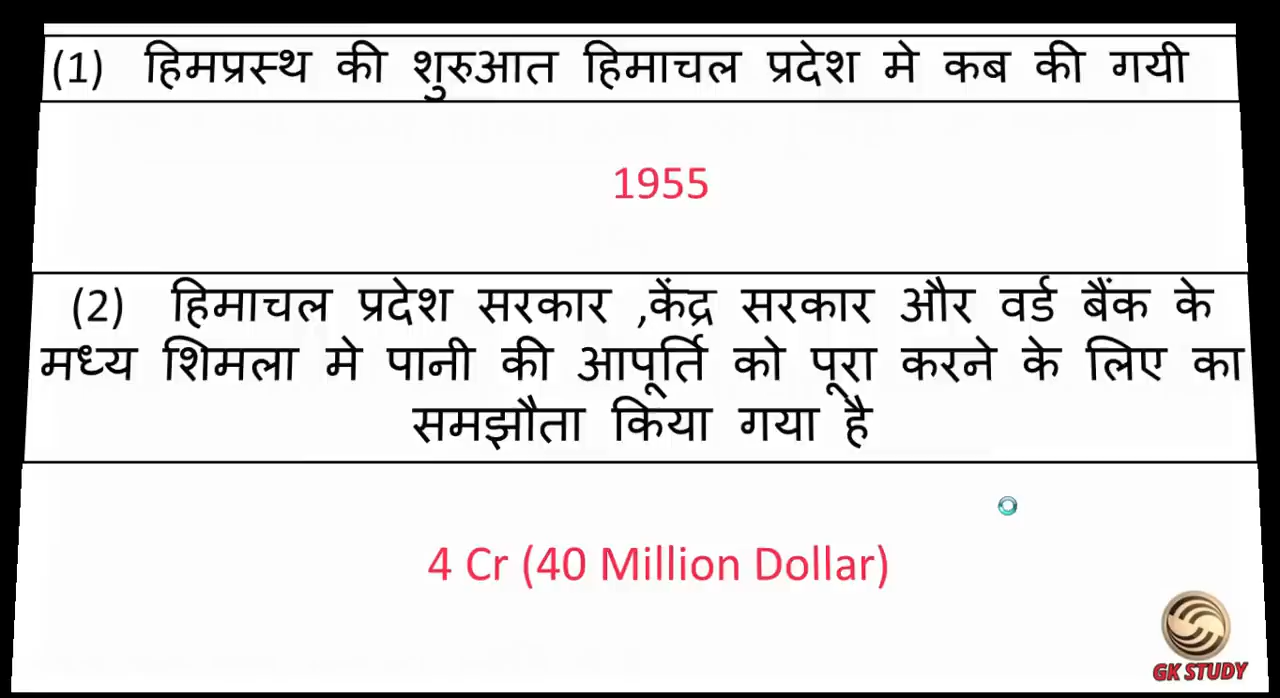 (1) हिमप्रस्थ की शुरुआत हिमाचल प्रदेश मे कब की गयी
1955
(2) हिमाचल प्रदेश सरकार ,केंद्र सरकार और वर्ड बैंक के
मध्य शिमला मे पानी की आपूर्ति को पूरा करने के लिए का
समझौता किया गया है
4 Cr (40 Million Dollar)
GK STUDY